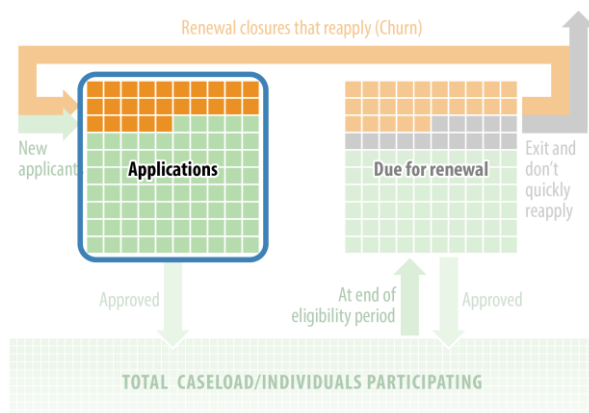 Renewal closures that reapply (Churn)
New
applicants
Applications
Due for renewal
Exit and
don't
quickly
reapply
Approved
At end of
eligibility period
Approved
TOTAL CASELOAD/INDIVIDUALS PARTICIPATING